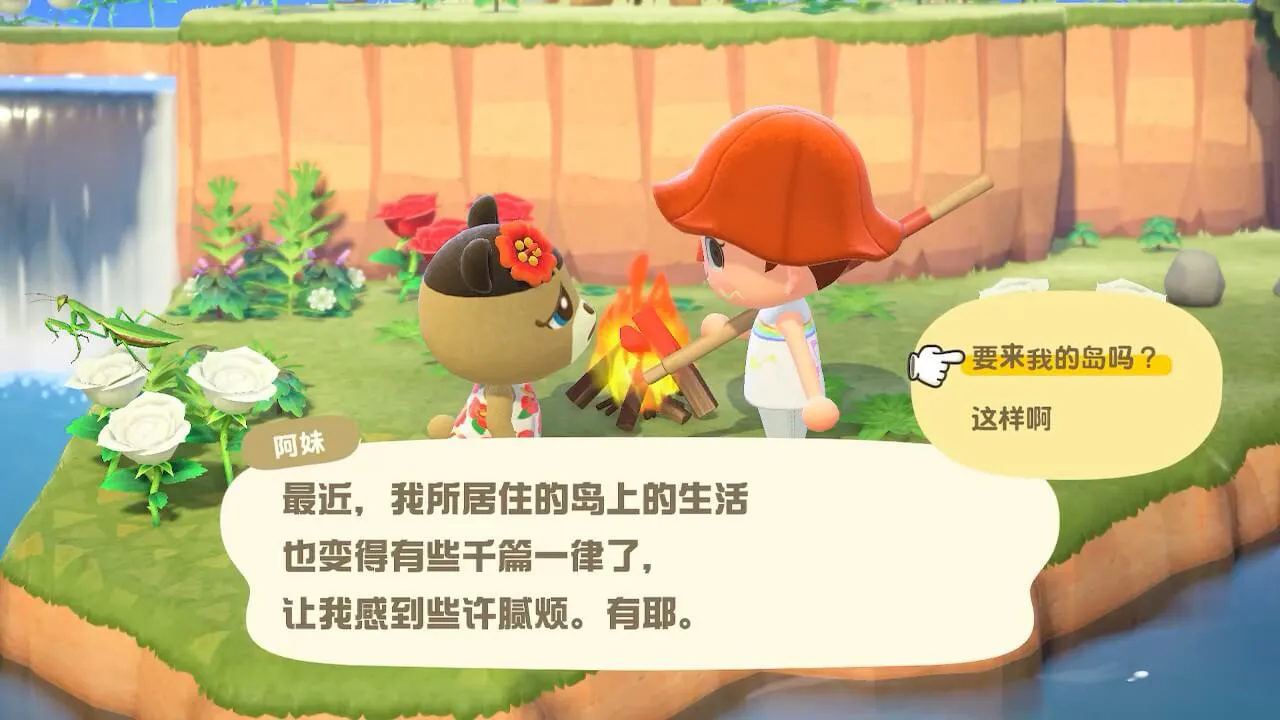 要来我的岛吗？
这样啊
阿妹
最近，我所居住的岛上的生活
也变得有些千篇一律了，
让我感到些许腻烦。有耶。